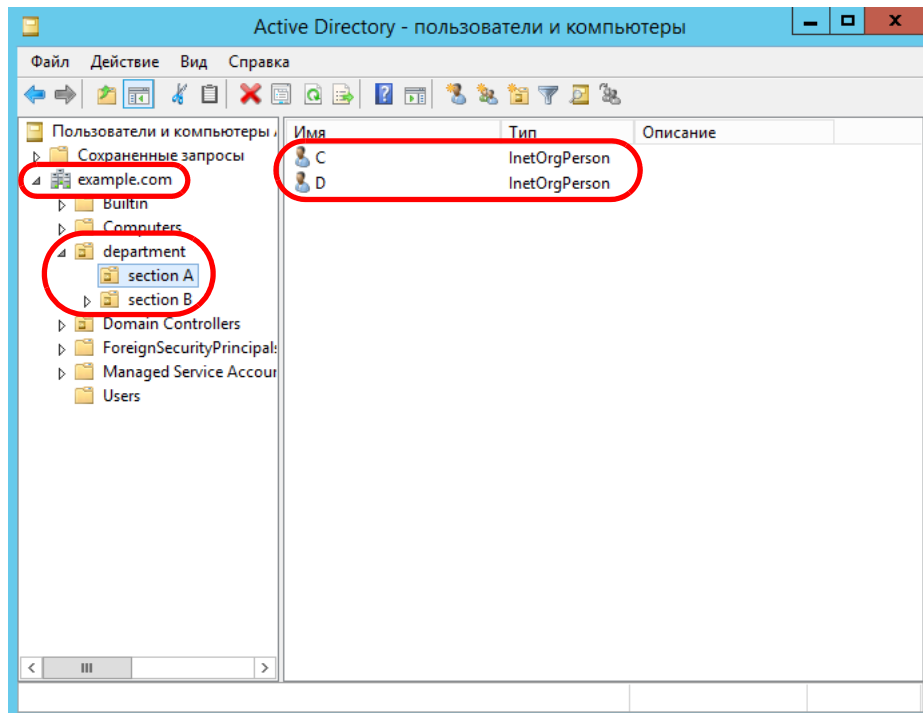 Active Directory - пользователи и компьютеры
Файл Действие Вид Справка
Пользователи и компьютеры
Сохраненные запросы
example.com
Builtin
Computers
department
section A
section B
Domain Controllers
ForeignSecurityPrincipals
Managed Service Accour
Users
Имя Тип Описание
C InetOrgPerson
D InetOrgPerson